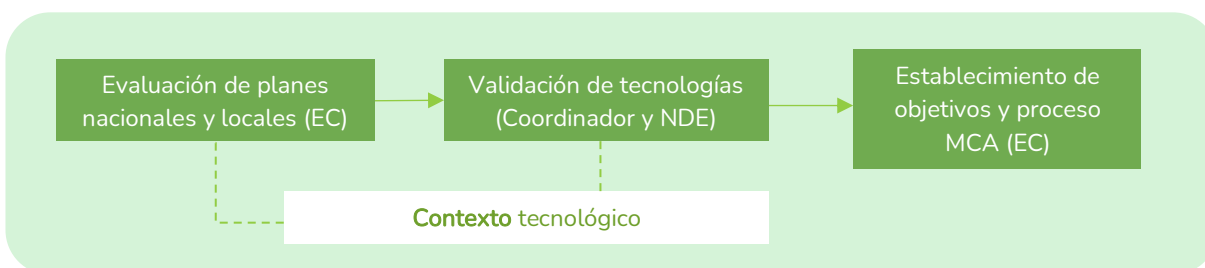 Evaluación de planes
nacionales y locales (EC)
Validación de tecnologías
(Coordinador y NDE)
Establecimiento de
objetivos y proceso
MCA (EC)
Contexto tecnológico